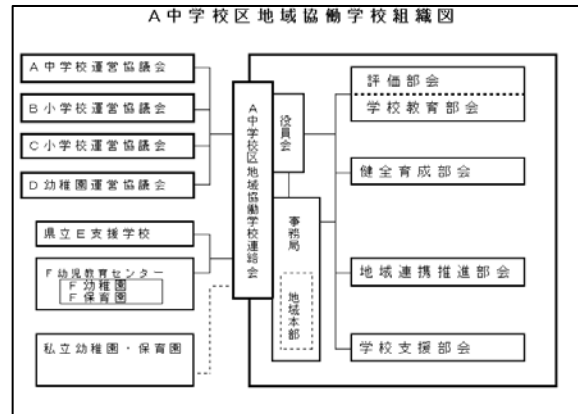 A中学校区地域協働学校組織図
A中学校運営協議会
B小学校運営協議会
C小学校運営協議会
D幼稚園運営協議会
県立E支援学校
F幼児教育センター
F幼稚園
F保育園
私立幼稚園・保育園
A中学校区地域協働学校連絡会
役員会
事務局
地域本部
評価部会
学校教育部会
健全育成部会
地域連携推進部会
学校支援部会